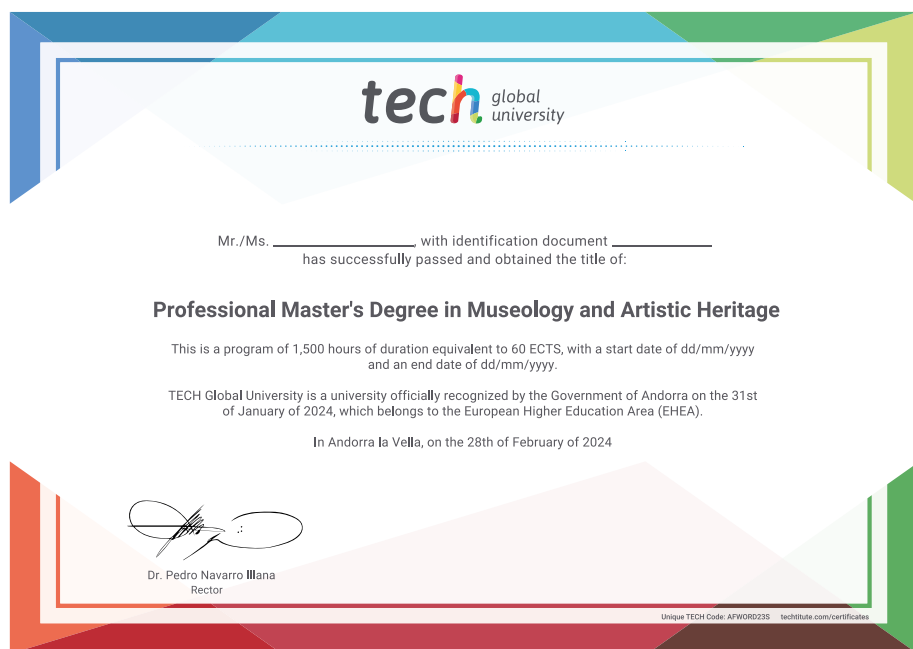 tech global university
Mr./Ms. ____________, with identification document ____________
has successfully passed and obtained the title of:
Professional Master's Degree in Museology and Artistic Heritage
This is a program of 1,500 hours of duration equivalent to 60 ECTS, with a start date of dd/mm/yyyy
and an end date of dd/mm/yyyy.
TECH Global University is a university officially recognized by the Government of Andorra on the 31st
of January of 2024, which belongs to the European Higher Education Area (EHEA).
In Andorra la Vella, on the 28th of February of 2024
Dr. Pedro Navarro Illana
Rector
Unique TECH Code: AFWORD23S techtitute.com/certificates